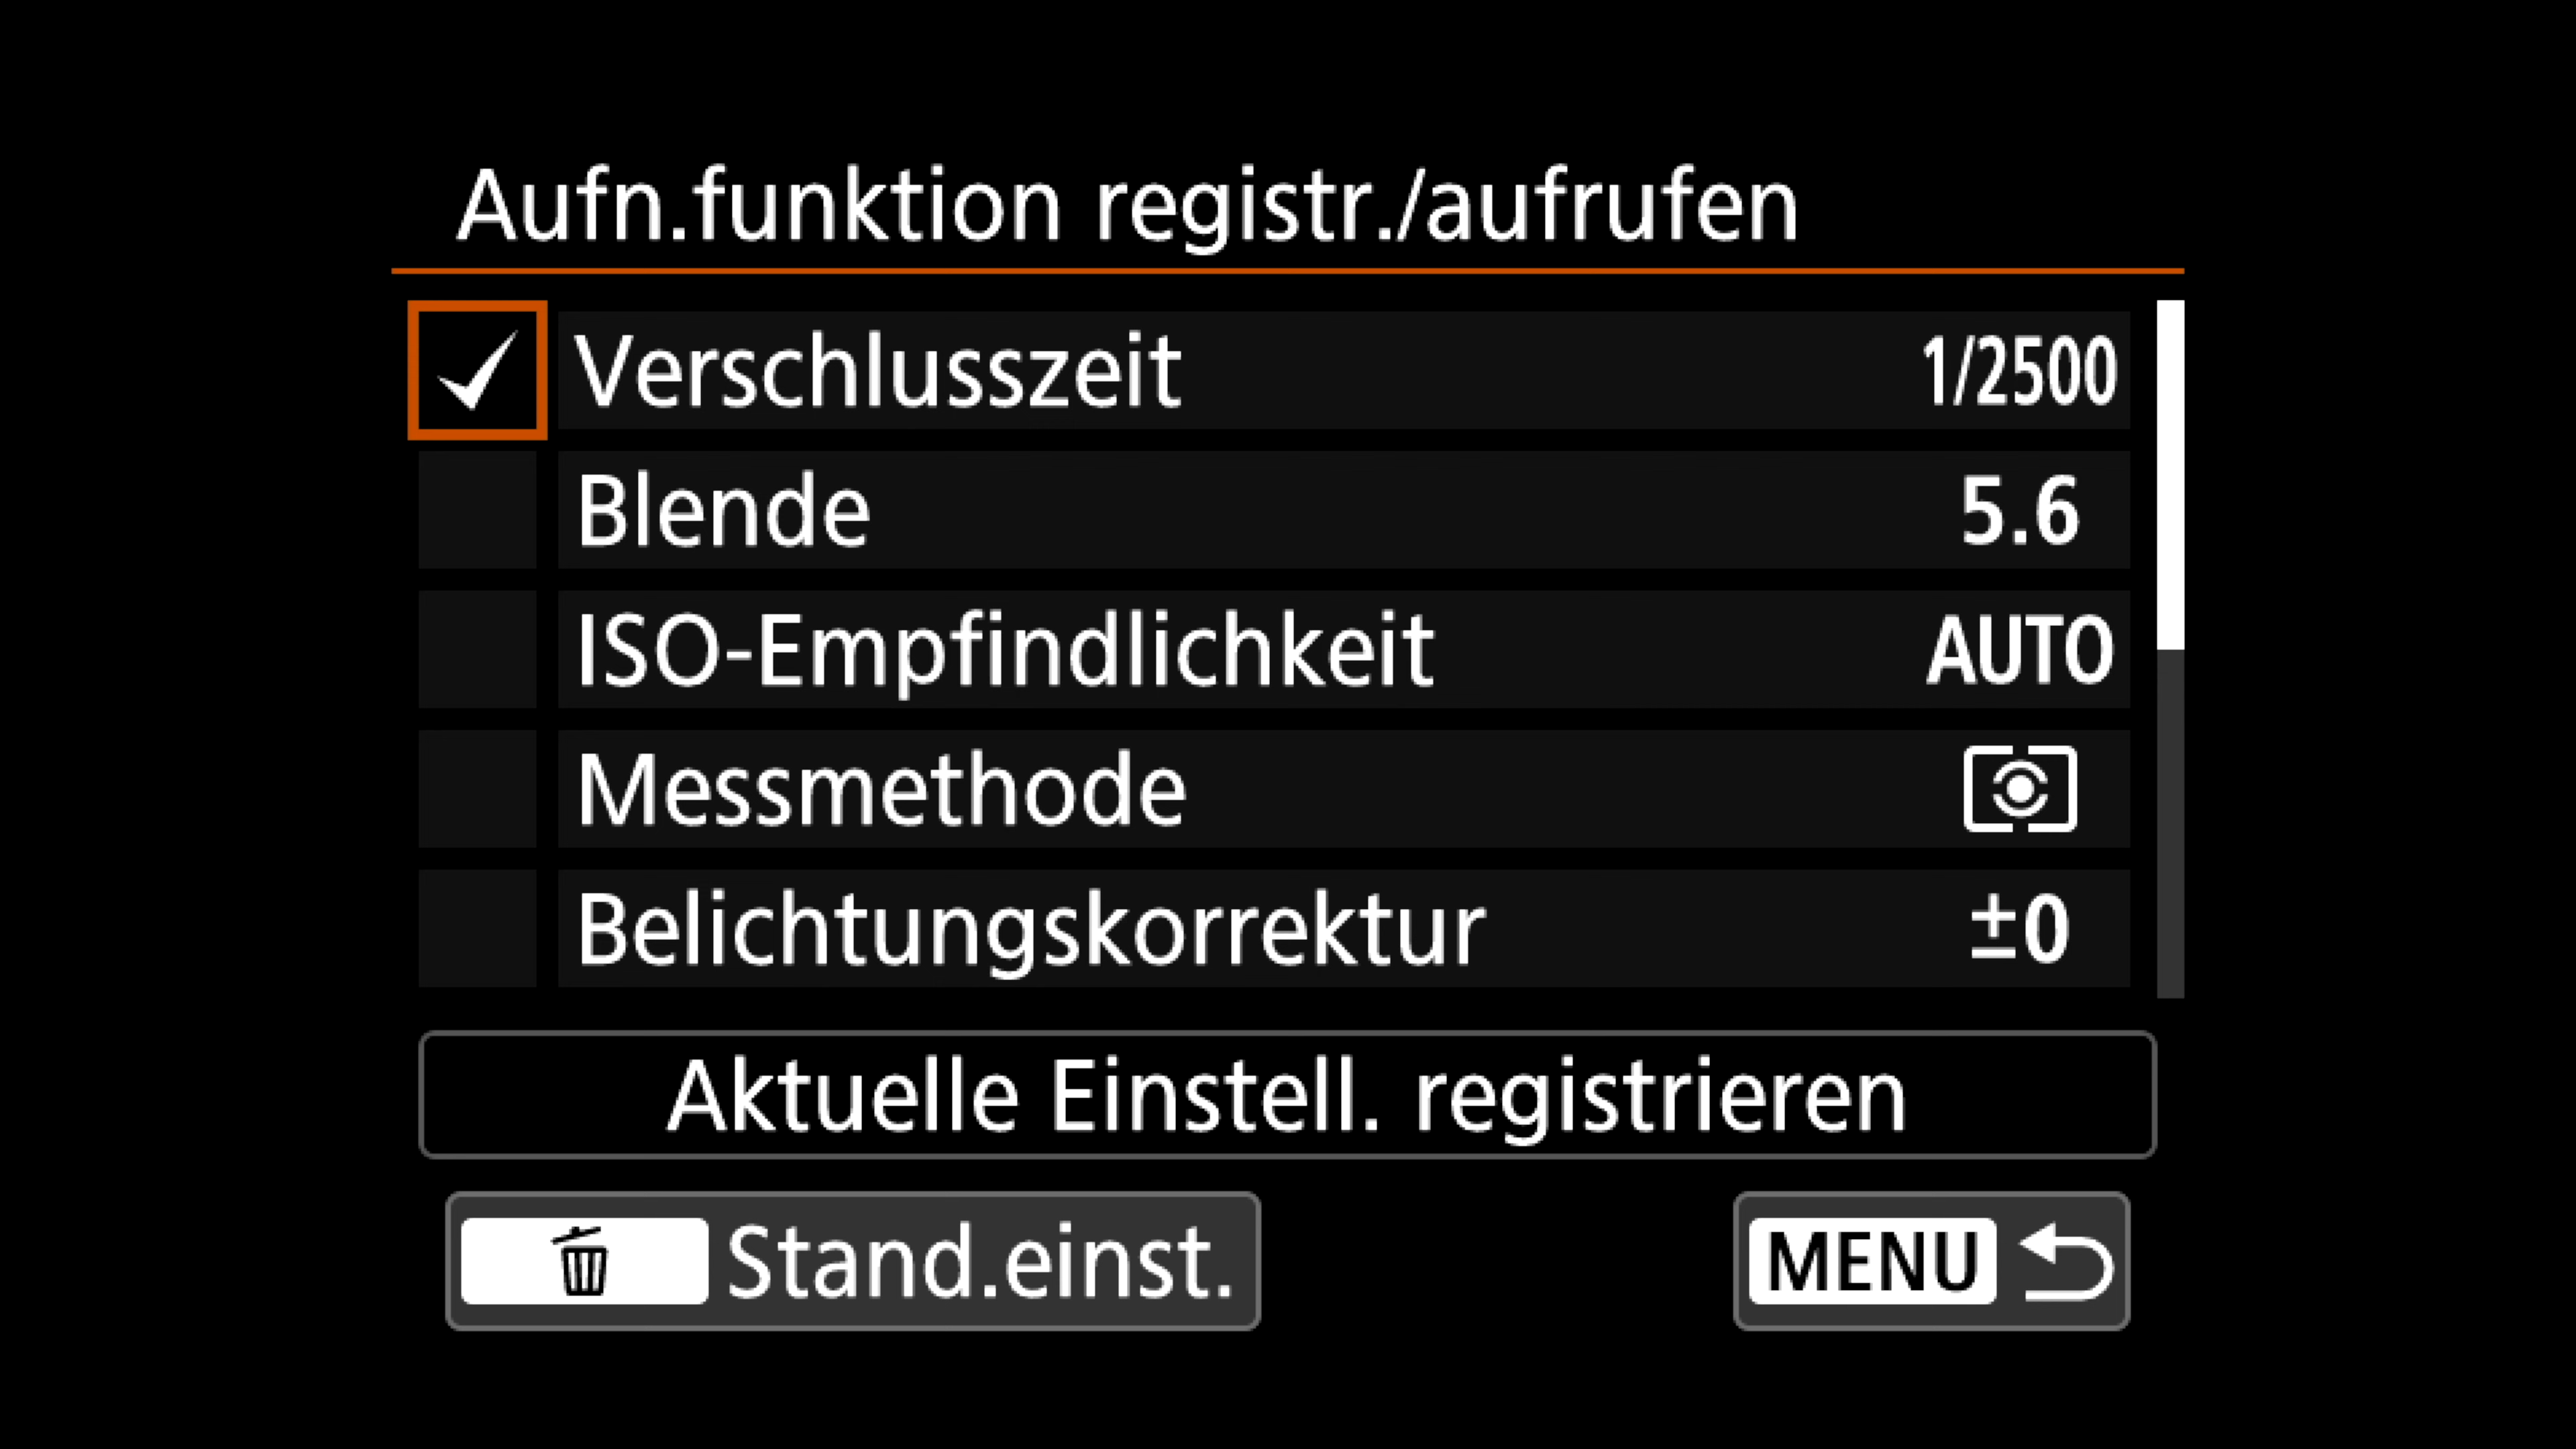 Aufn.funktion registr./aufrufen
Verschlusszeit 1/2500
Blende 5.6
ISO-Empfindlichkeit AUTO
Messmethode
Belichtungskorrektur ±0
Aktuelle Einstell. registrieren
Stand.einst. MENU